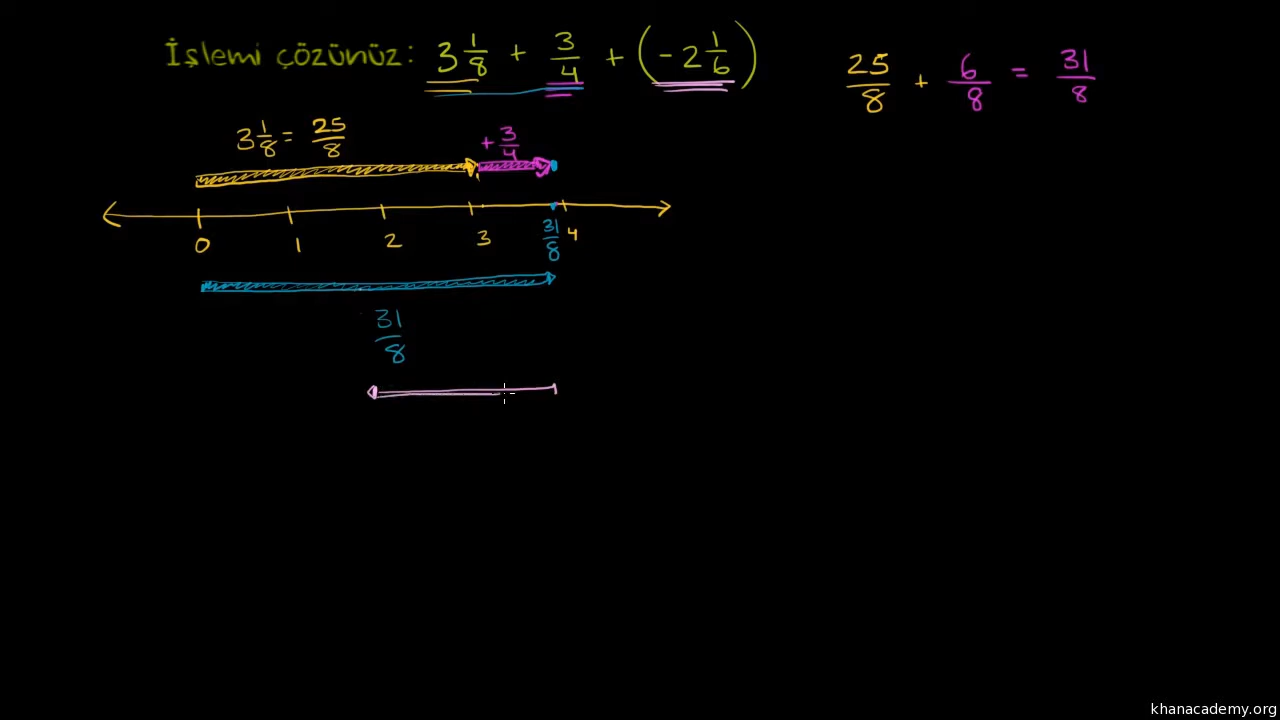 İşlemi çözünüz: 3 1/8 + 3/4 + (-2 1/6)
25/8 + 6/8 = 31/8
3 1/8 = 25/8
+ 3/4
0 1 2 3 31/8 4
31/8
khanacademy.org